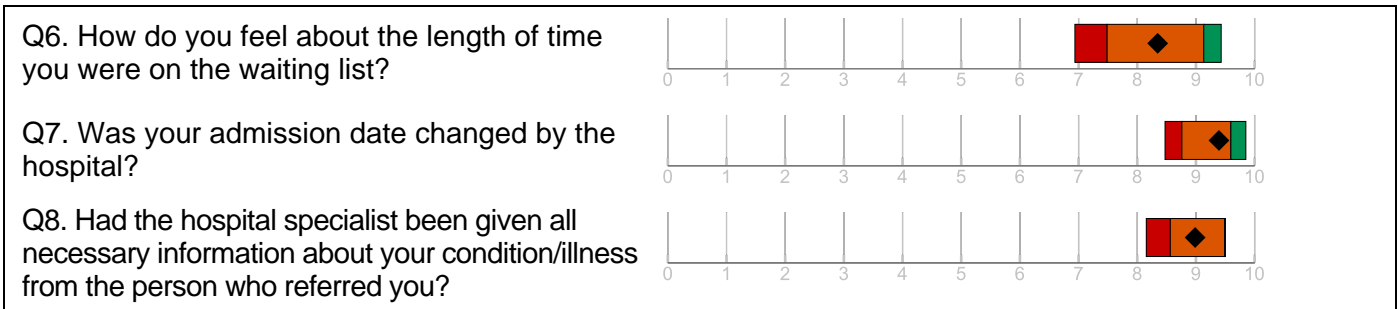 Q6. How do you feel about the length of time
you were on the waiting list?
0 1 2 3 4 5 6 7 8 9 10
Q7. Was your admission date changed by the
hospital?
0 1 2 3 4 5 6 7 8 9 10
Q8. Had the hospital specialist been given all
necessary information about your condition/illness
from the person who referred you?
0 1 2 3 4 5 6 7 8 9 10